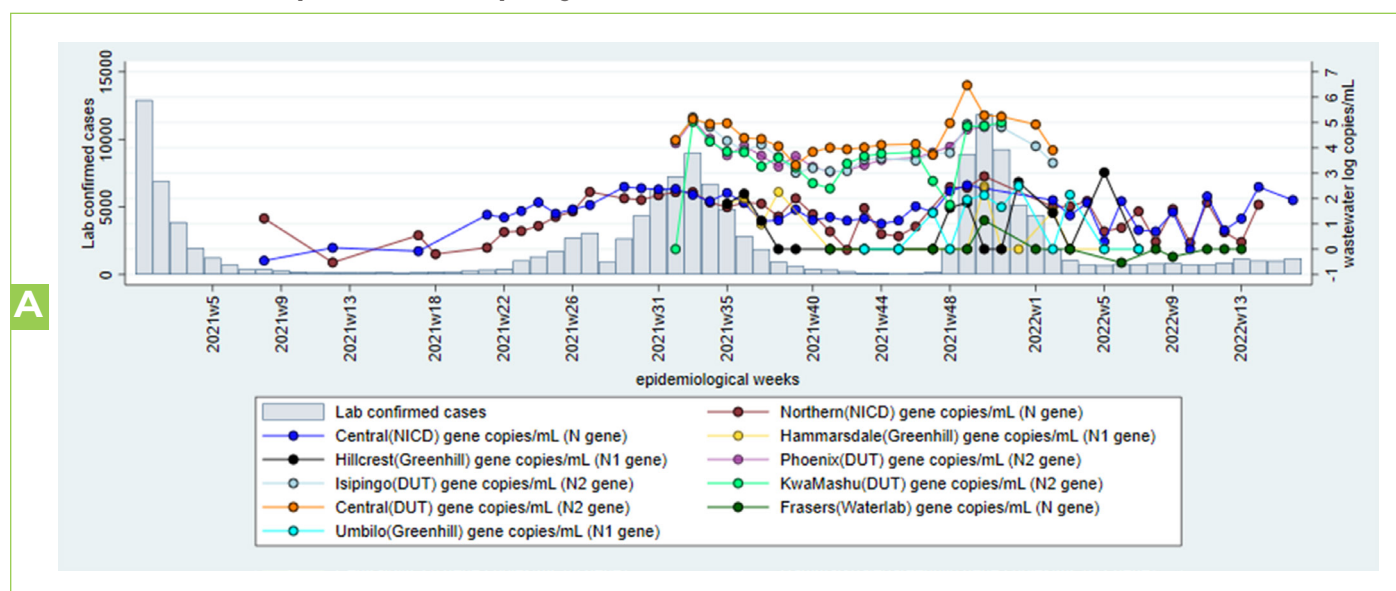 A
Lab confirmed cases
15000
10000
5000
0
7
6
5
4
3
2
1
0
-1
wastewater log copies/mL
2021w5
2021w9
2021w13
2021w18
2021w22
2021w26
2021w31
2021w35
2021w40
2021w44
2021w48
2022w1
2022w5
2022w9
2022w13
epidemiological weeks
Lab confirmed cases
Northern(NICD) gene copies/mL (N gene)
Central(NICD) gene copies/mL (N gene)
Hammarsdale(Greenhill) gene copies/mL (N1 gene)
Hillcrest(Greenhill) gene copies/mL (N1 gene)
Phoenix(DUT) gene copies/mL (N2 gene)
Isipingo(DUT) gene copies/mL (N2 gene)
KwaMashu(DUT) gene copies/mL (N2 gene)
Central(DUT) gene copies/mL (N2 gene)
Frasers(Waterlab) gene copies/mL (N gene)
Umbilo(Greenhill) gene copies/mL (N1 gene)